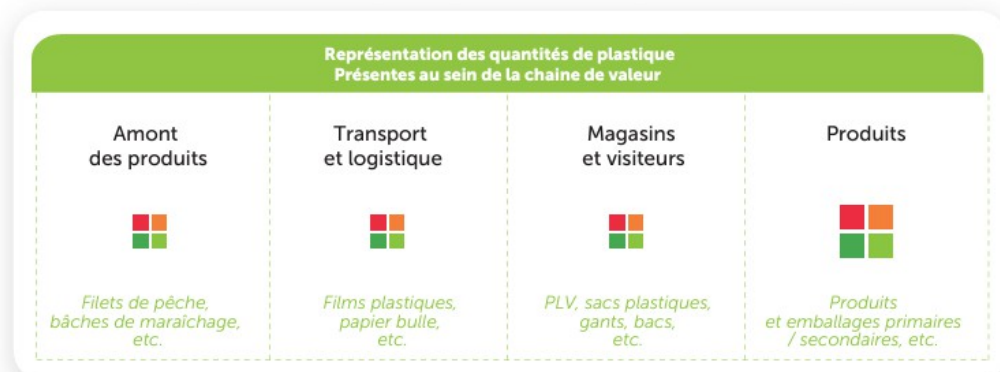 Représentation des quantités de plastique
Présentes au sein de la chaine de valeur
Amont
des produits
Transport
et logistique
Magasins
et visiteurs
Produits
Filets de pêche,
bâches de maraîchage,
etc.
Films plastiques,
papier bulle,
etc.
PLV, sacs plastiques,
gants, bacs,
etc.
Produits
et emballages primaires
/ secondaires, etc.